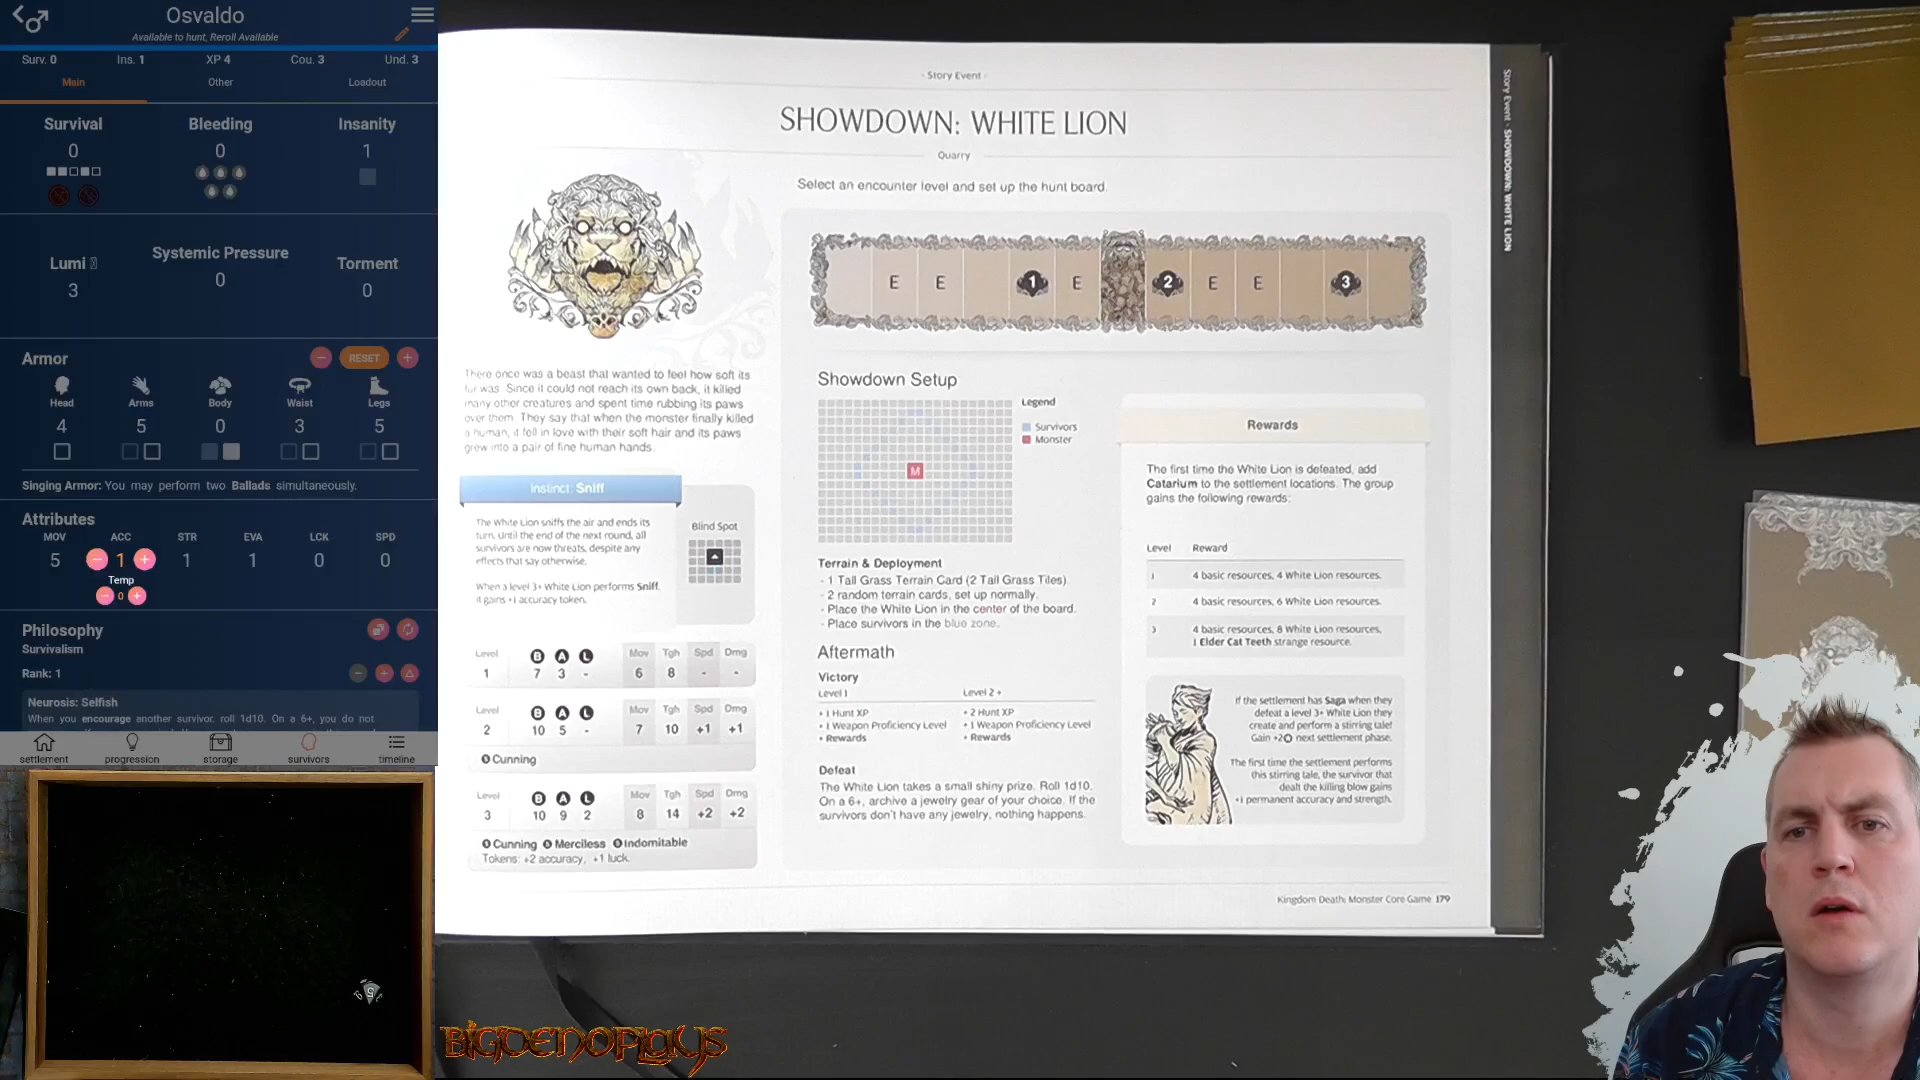 Osvaldo
Available to hunt, Reroll Available
Surv. 0 Ins. 1 XP 4 Cou. 3 Und. 3
Main Other Loadout
Survival Bleeding Insanity
0 0 1
Lumi Systemic Pressure Torment
3 0 0
Armor RESET
Head Arms Body Waist Legs
4 5 0 3 5
Singing Armor: You may perform two Ballads simultaneously.
Attributes
MOV ACC STR EVA LCK SPD
5 1 1 1 0 0
Temp
0
Philosophy
Survivalism
Rank: 1
Neurosis: Selfish
When you encourage another survivor, roll 1d10. On a 6+, you do not
settlement progression storage survivors timeline
5
BIGDENOPLAYS
- Story Event -
SHOWDOWN: WHITE LION
Quarry
Select an encounter level and set up the hunt board.
E E 1 E 2 E E 3
There once was a beast that wanted to feel how soft its
fur was. Since it could not reach its own back, it killed
many other creatures and spent time rubbing its paws
over them. They say that when the monster finally killed
a human, it fell in love with their soft hair and its paws
grew into a pair of fine human hands.
Instinct: Sniff
The White Lion sniffs the air and ends its
turn. Until the end of the next round, all
survivors are now threats, despite any
effects that say otherwise.
When a level 3+ White Lion performs Sniff,
it gains +1 accuracy token.
Blind Spot
Level B A L Mov Tgh Spd Dmg
1 7 3 - 6 8 - -
Level B A L Mov Tgh Spd Dmg
2 10 5 - 7 10 +1 +1
Cunning
Level B A L Mov Tgh Spd Dmg
3 10 9 2 8 14 +2 +2
Cunning Merciless Indomitable
Tokens: +2 accuracy, +1 luck.
Showdown Setup
M
Legend
Survivors
Monster
Terrain & Deployment
- 1 Tall Grass Terrain Card (2 Tall Grass Tiles).
- 2 random terrain cards, set up normally.
- Place the White Lion in the center of the board.
- Place survivors in the blue zone.
Aftermath
Victory
Level 1 Level 2 +
+ 1 Hunt XP + 2 Hunt XP
+ 1 Weapon Proficiency Level + 1 Weapon Proficiency Level
+ Rewards + Rewards
Defeat
The White Lion takes a small shiny prize. Roll 1d10.
On a 6+, archive a jewelry gear of your choice. If the
survivors don't have any jewelry, nothing happens.
Rewards
The first time the White Lion is defeated, add
Catarium to the settlement locations. The group
gains the following rewards:
Level Reward
1 4 basic resources, 4 White Lion resources.
2 4 basic resources, 6 White Lion resources.
3 4 basic resources, 8 White Lion resources,
1 Elder Cat Teeth strange resource.
If the settlement has Saga when they
defeat a level 3+ White Lion they
create and perform a stirring tale!
Gain +2 next settlement phase.
The first time the settlement performs
this stirring tale, the survivor that
dealt the killing blow gains
+1 permanent accuracy and strength.
Kingdom Death: Monster Core Game 179
Story Event - SHOWDOWN: WHITE LION